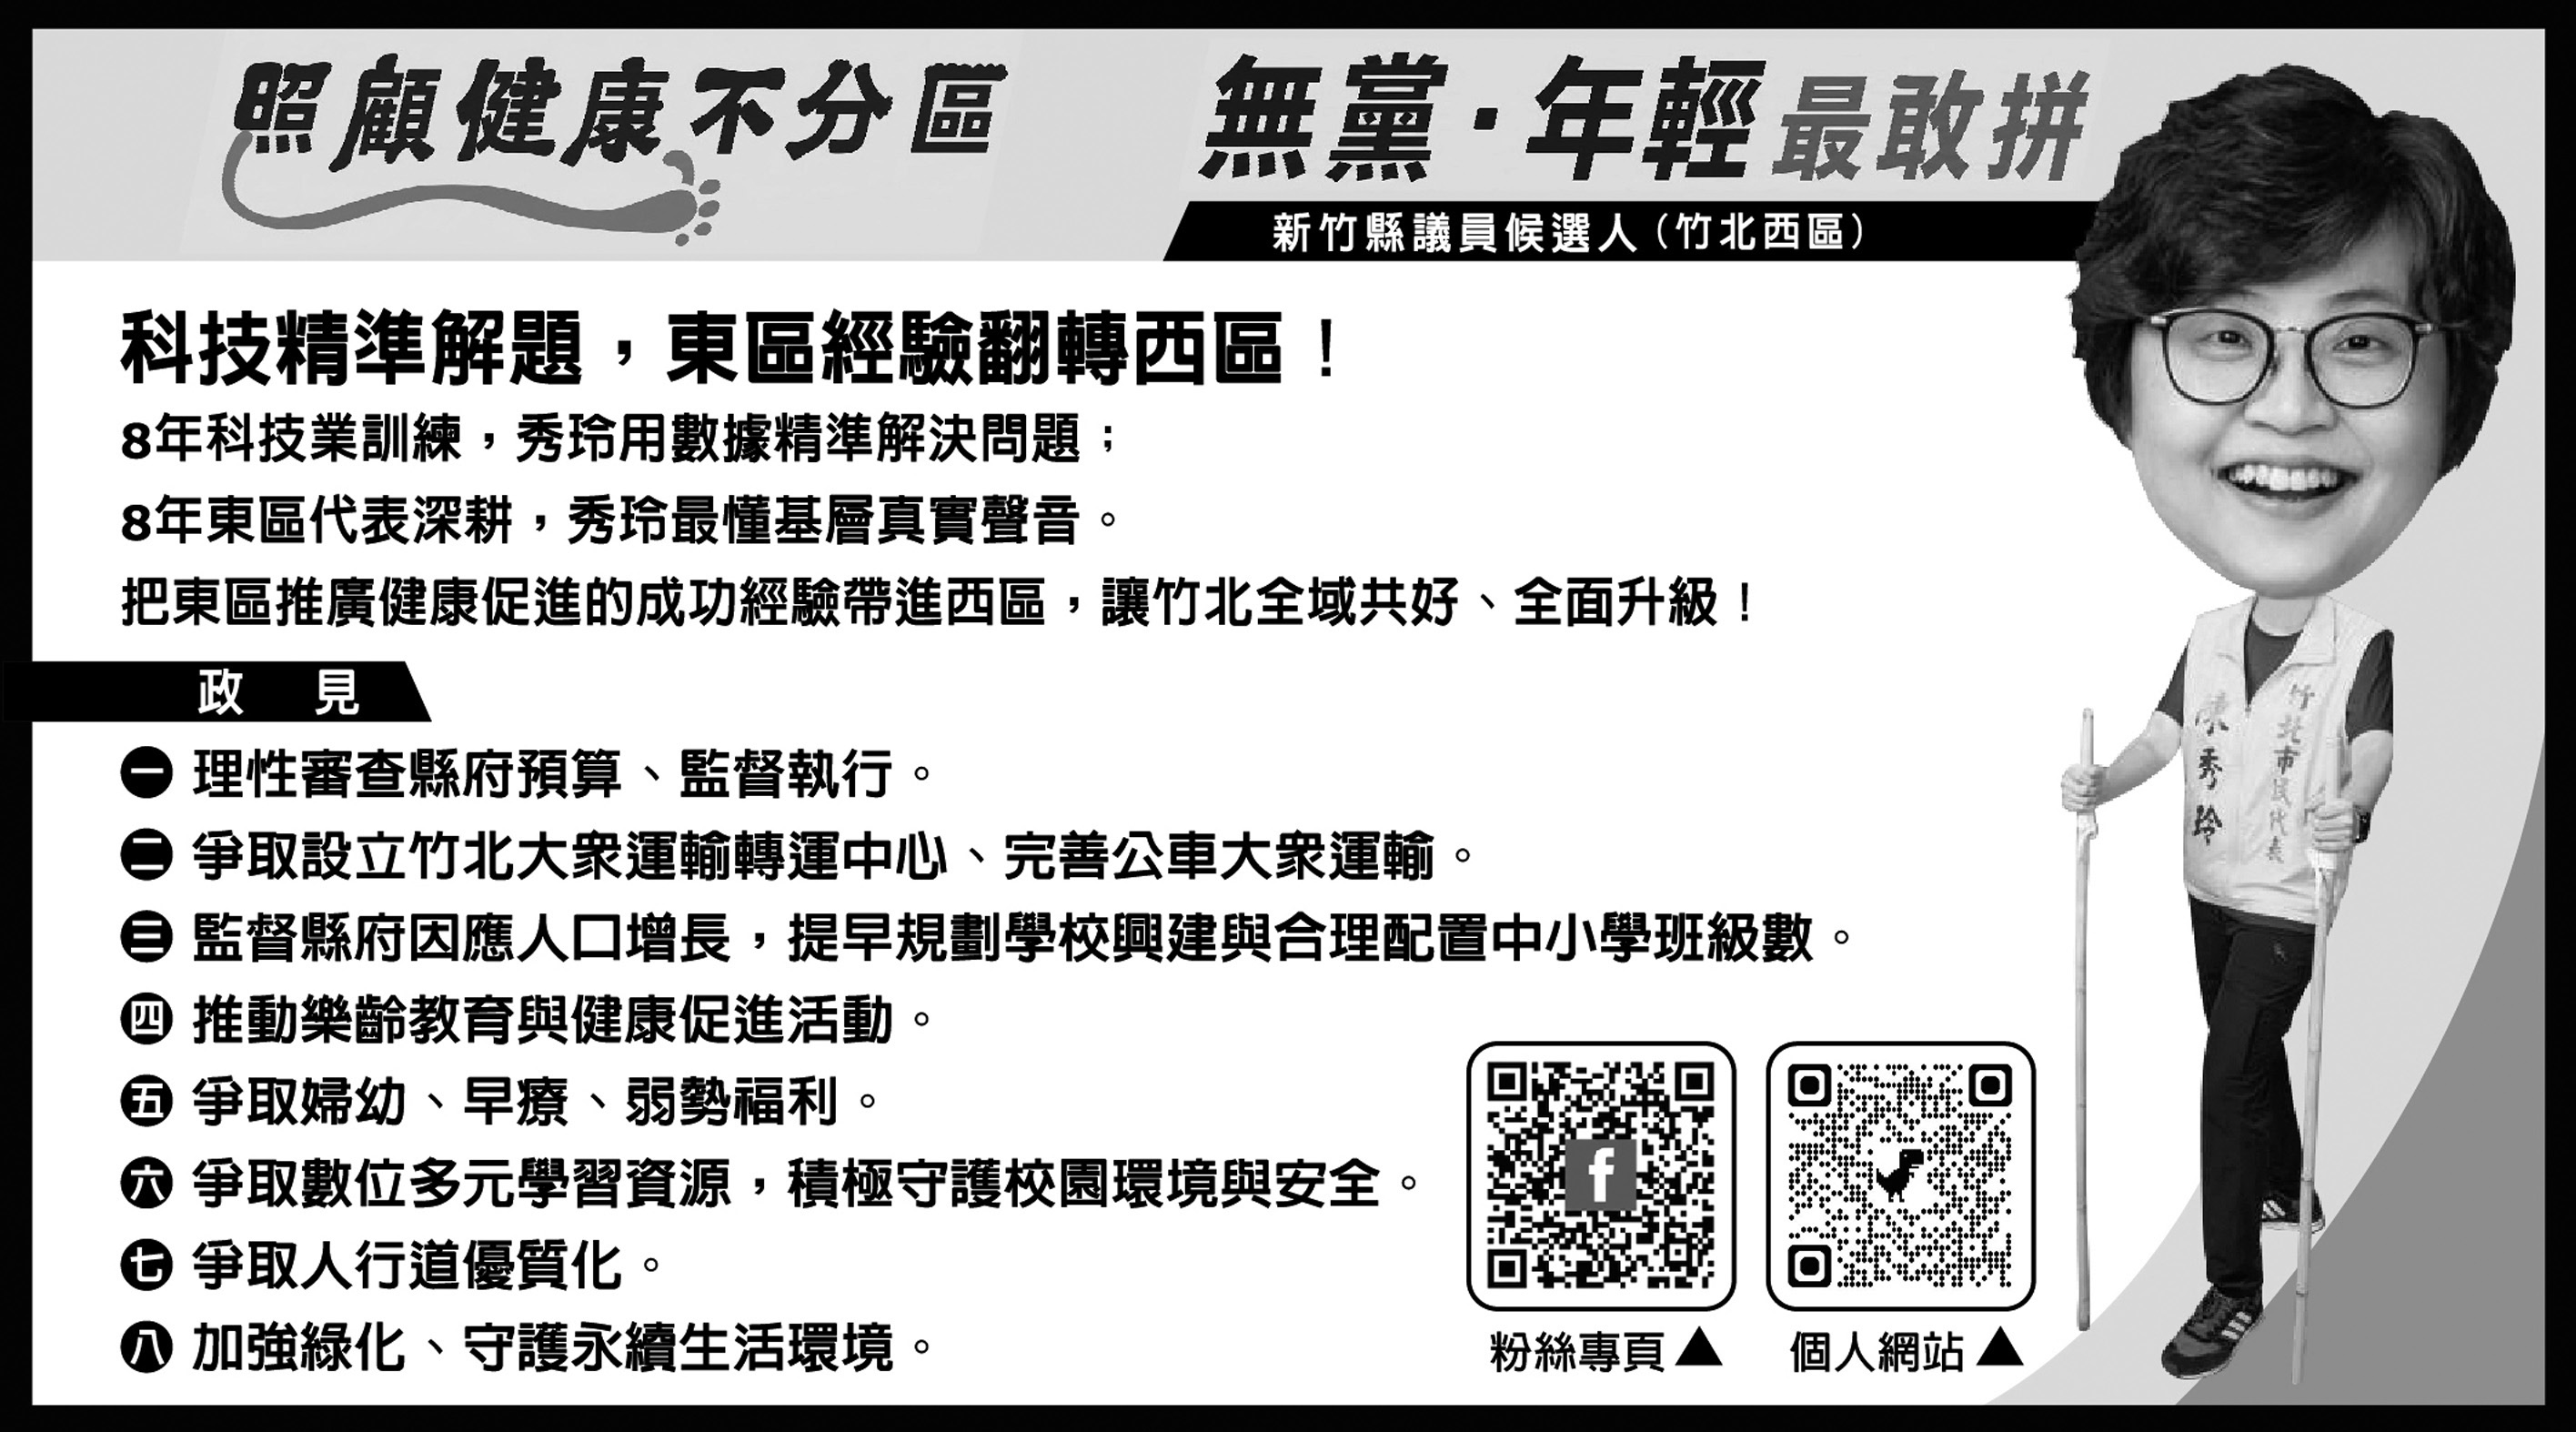 照顧健康不分區
無黨·年輕最敢拼
新竹縣議員候選人(竹北西區)
科技精準解題，東區經驗翻轉西區！
8年科技業訓練，秀玲用數據精準解決問題；
8年東區代表深耕，秀玲最懂基層真實聲音。
把東區推廣健康促進的成功經驗帶進西區，讓竹北全域共好、全面升級！
政見
一 理性審查縣府預算、監督執行。
二 爭取設立竹北大眾運輸轉運中心、完善公車大眾運輸。
三 監督縣府因應人口增長，提早規劃學校興建與合理配置中小學班級數。
四 推動樂齡教育與健康促進活動。
五 爭取婦幼、早療、弱勢福利。
六 爭取數位多元學習資源，積極守護校園環境與安全。
七 爭取人行道優質化。
八 加強綠化、守護永續生活環境。
f
粉絲專頁▲
個人網站▲
竹北市民代表
陳秀玲